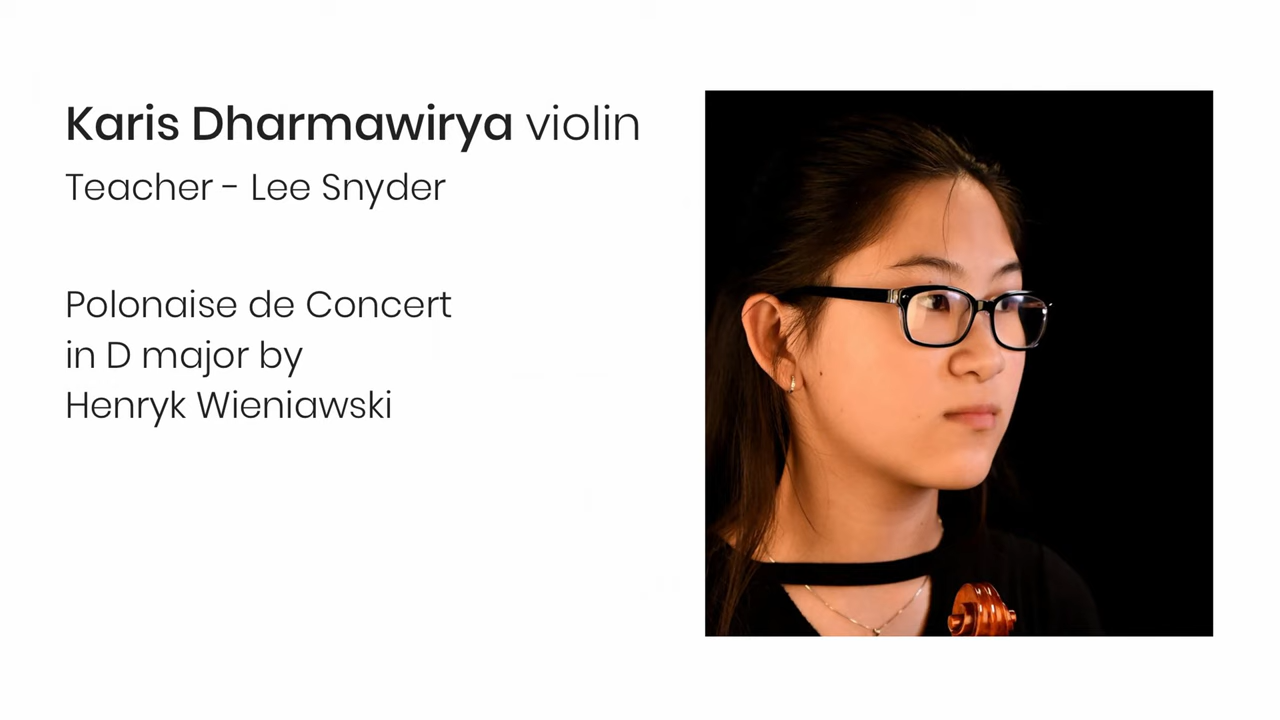 Karis Dharmawirya violin
Teacher - Lee Snyder
Polonaise de Concert
in D major by
Henryk Wieniawski